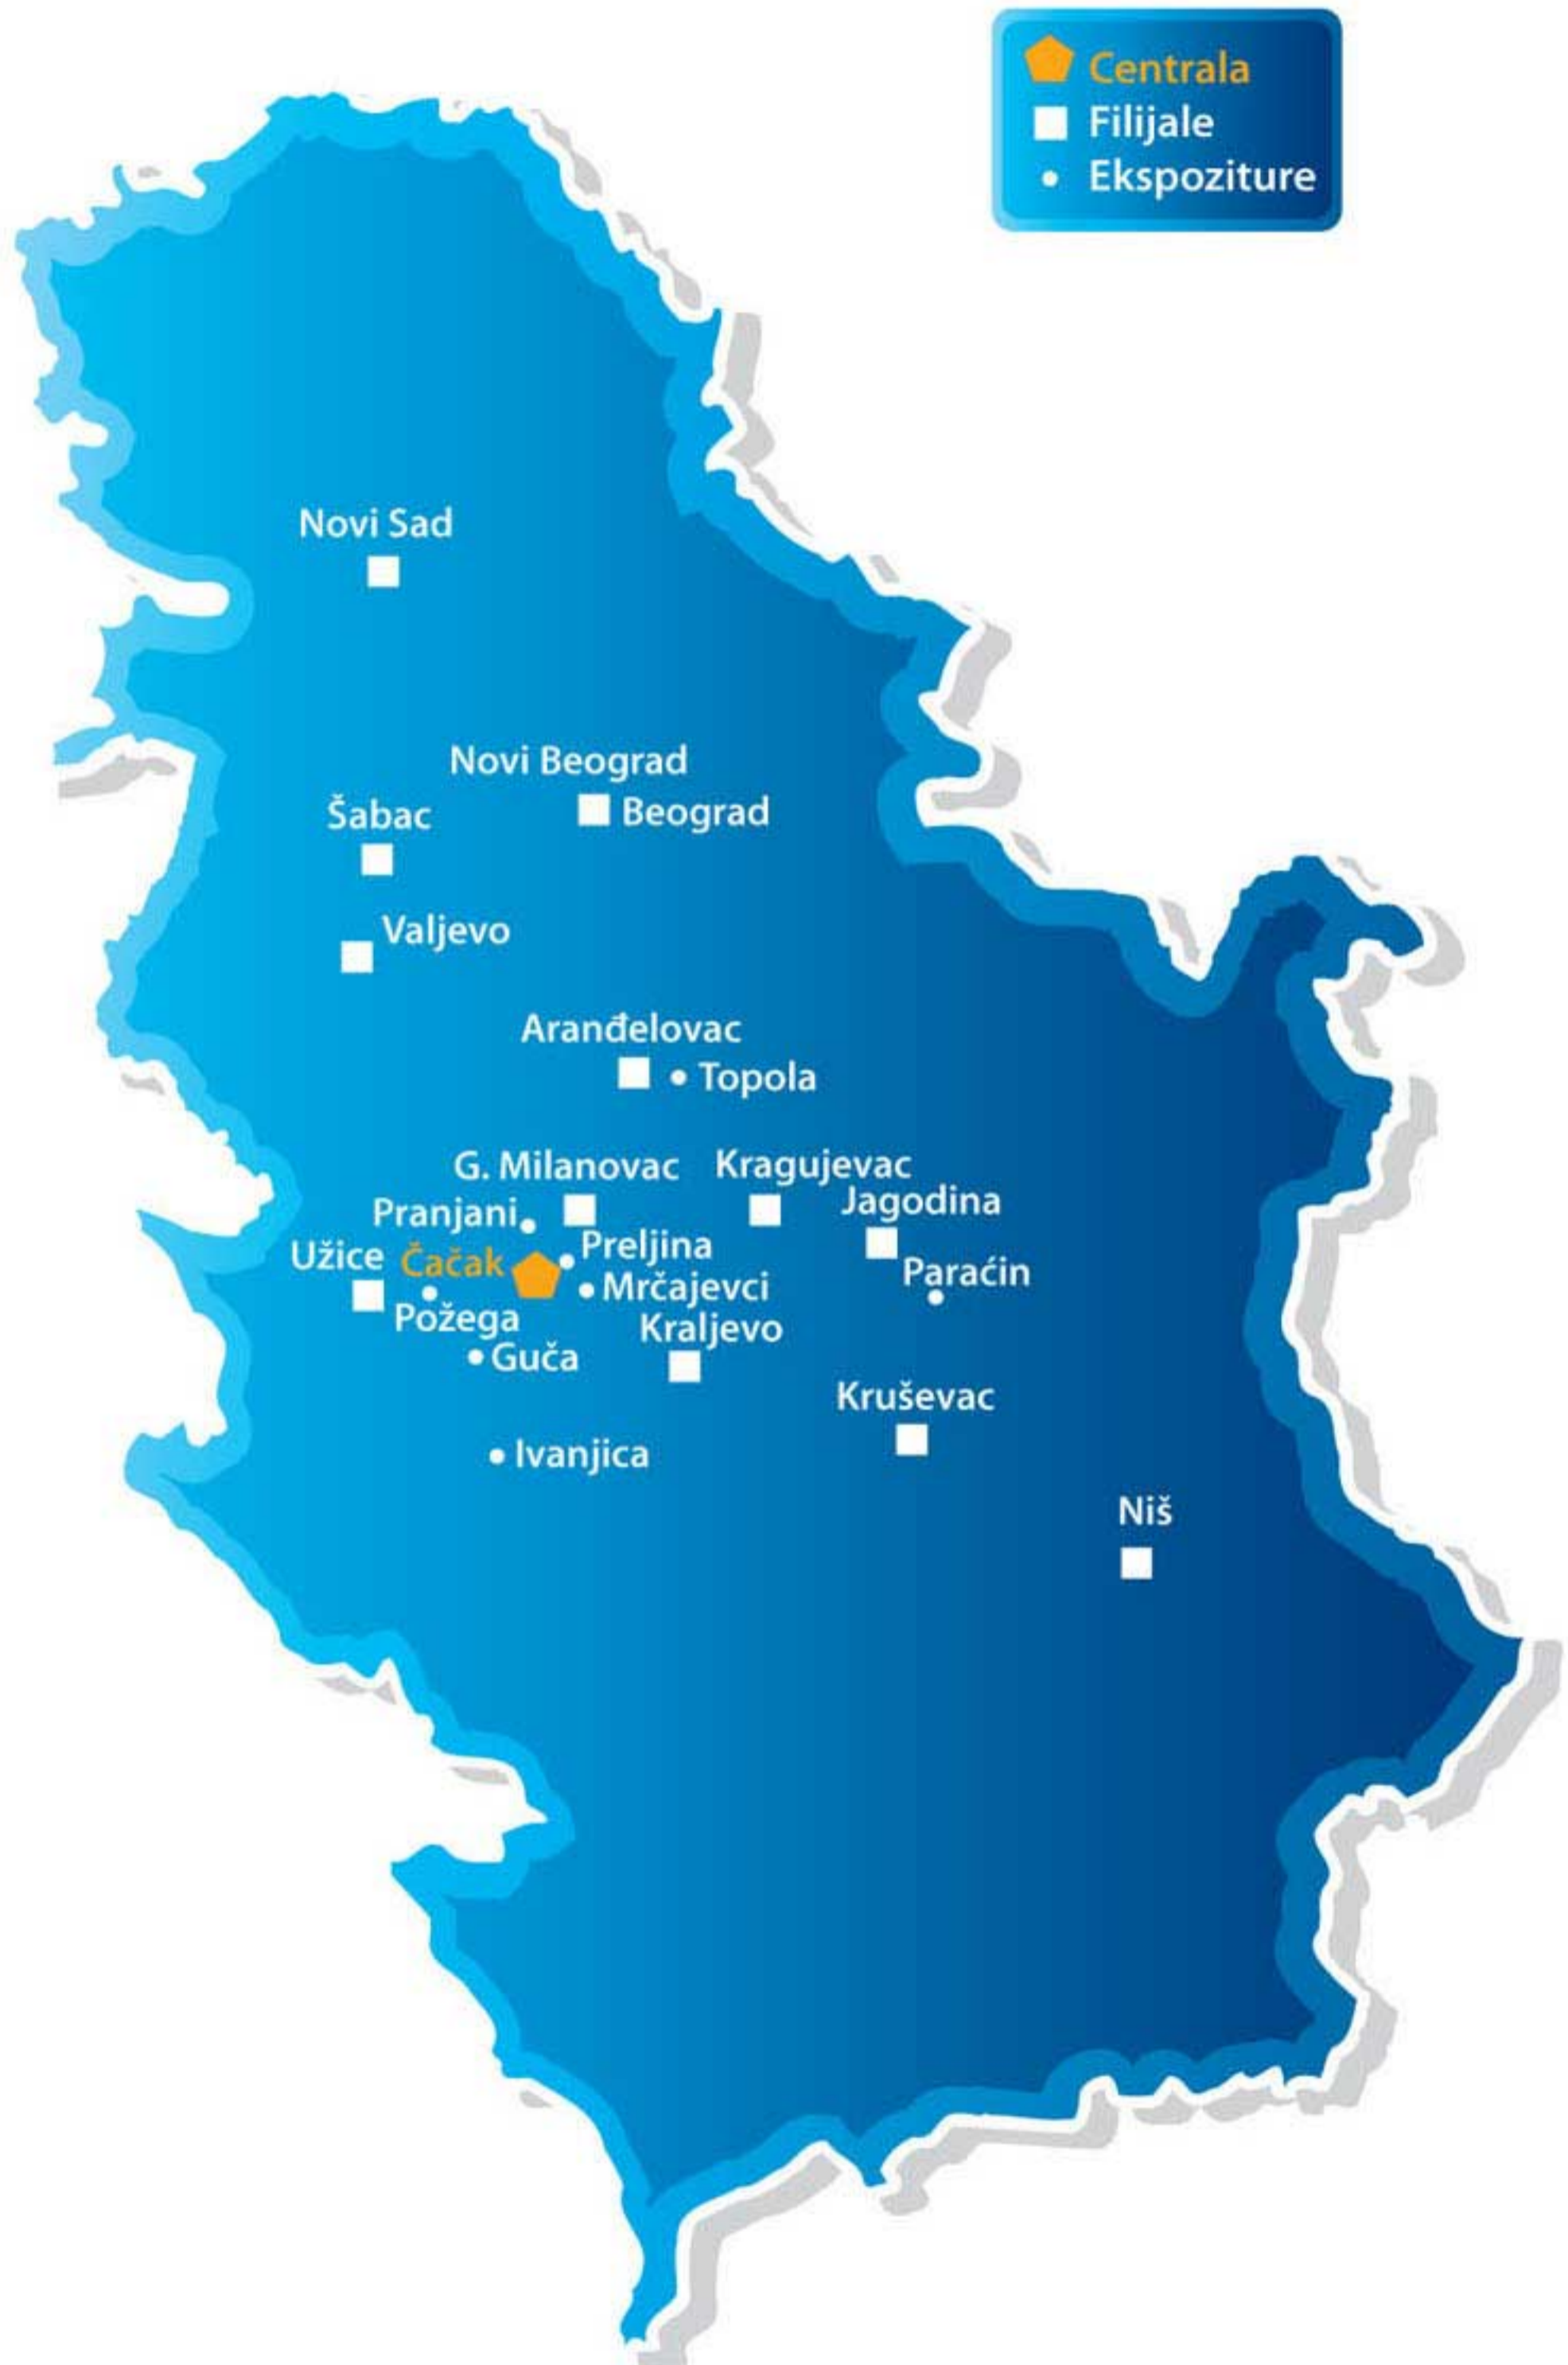 Centrala
Filijale
Ekspoziture
Novi Sad
Novi Beograd
Beograd
Šabac
Valjevo
Aranđelovac
Topola
G. Milanovac
Kragujevac
Jagodina
Pranjani
Preljina
Užice
Čačak
Paraćin
Mrčajevci
Požega
Kraljevo
Guča
Kruševac
Ivanjica
Niš